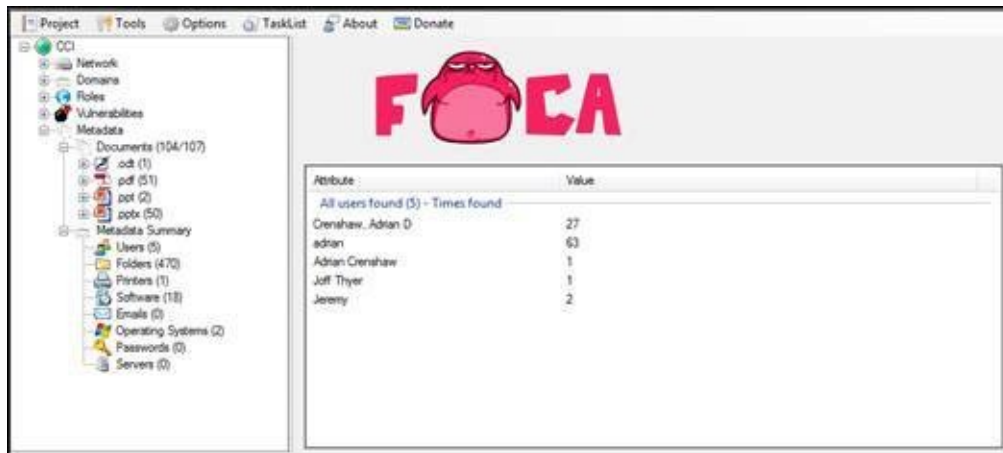 Project Tools Options TaskList About Donate
CCI
Network
Domains
Roles
Vulnerabilities
Metadata
Documents (104/107)
.odt (1)
.pdf (51)
.ppt (2)
.pptx (50)
Metadata Summary
Users (5)
Folders (470)
Printers (1)
Software (18)
Emails (0)
Operating Systems (2)
Passwords (0)
Servers (0)
FOCA
Attribute Value
All users found (5) - Times found
Crenshaw, Adrian D 27
adrian 63
Adrian Crenshaw 1
Joff Thyer 1
Jeremy 2